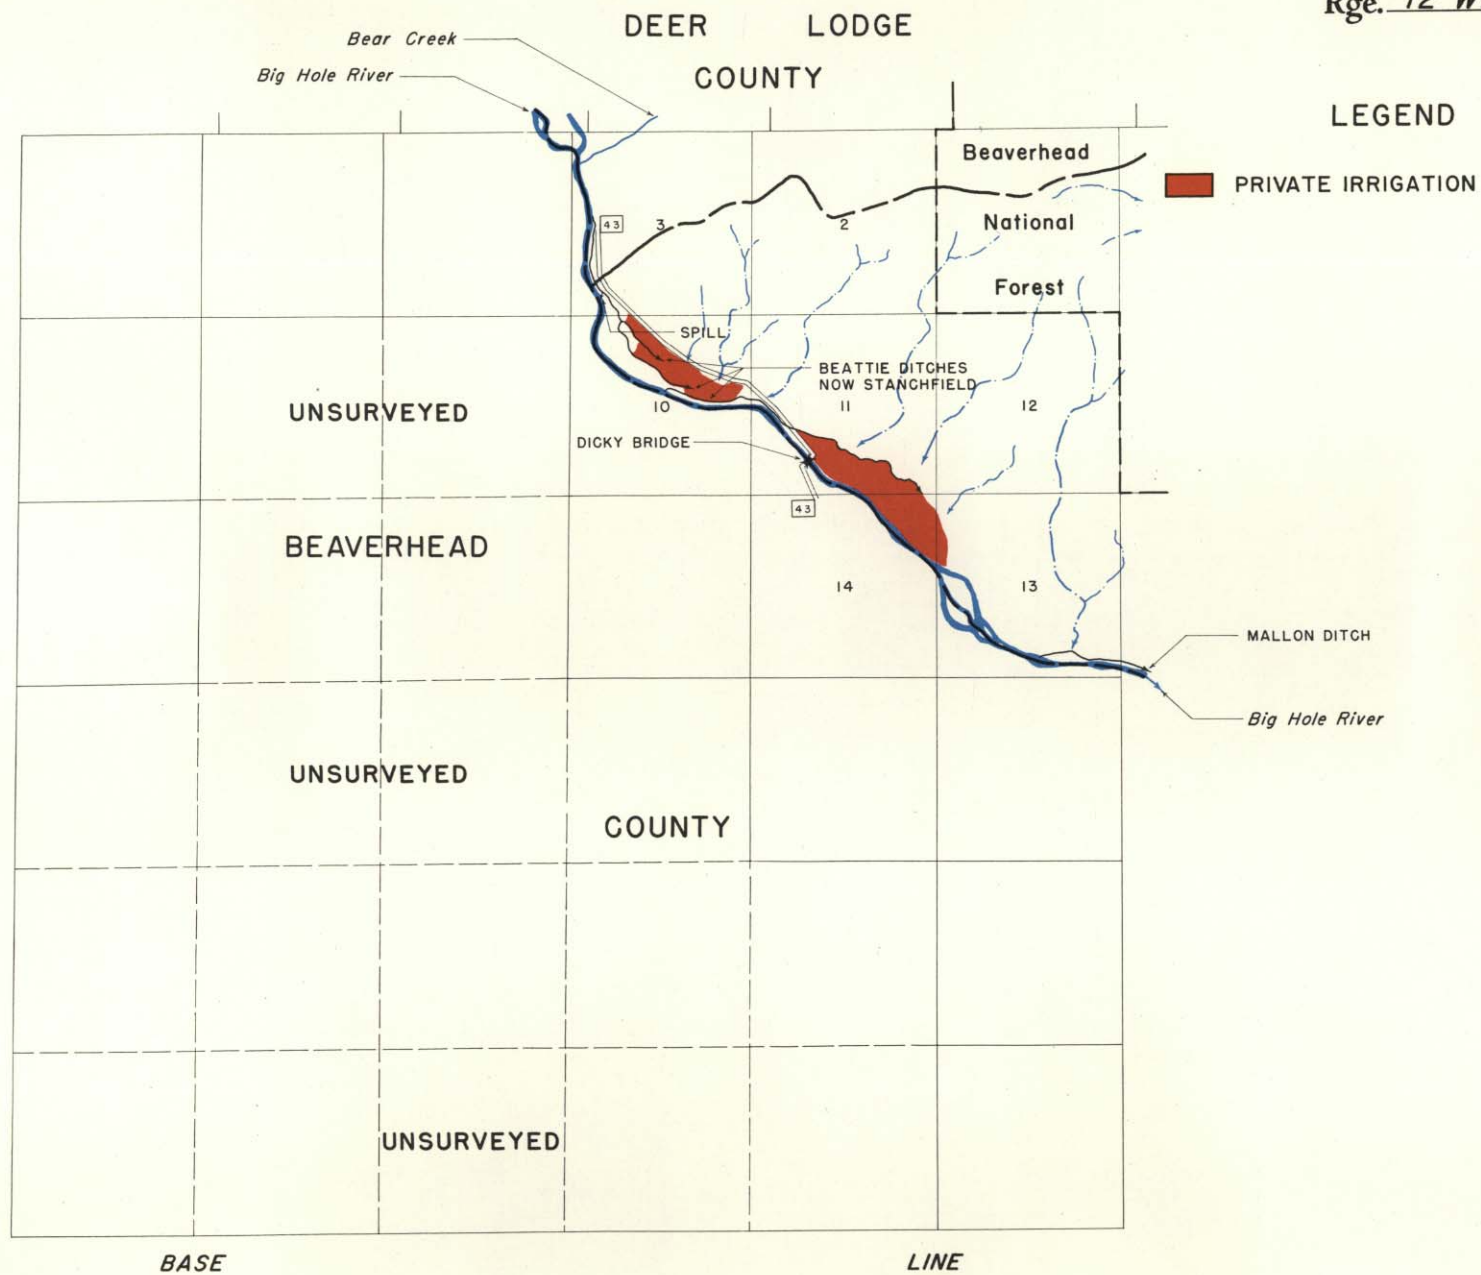 Rge. 12 W
DEER LODGE
COUNTY
Bear Creek
Big Hole River
LEGEND
PRIVATE IRRIGATION
Beaverhead
National
Forest
43
3
2
SPILL
BEATTIE DITCHES
NOW STANCHFIELD
UNSURVEYED
10
11
12
DICKY BRIDGE
43
BEAVERHEAD
14
13
MALLON DITCH
Big Hole River
UNSURVEYED
COUNTY
UNSURVEYED
BASE LINE